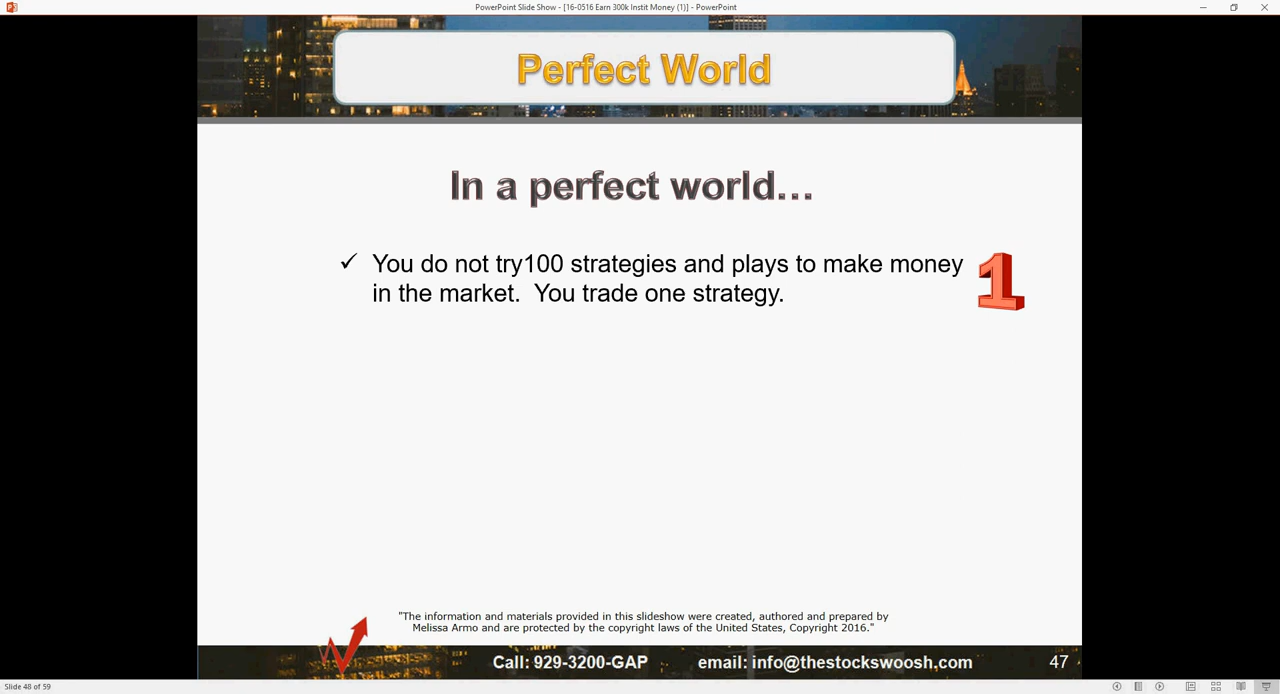 PowerPoint Slide Show - [16-0516 Earn 300k Instit Money (1)] - PowerPoint
Perfect World
In a perfect world...
✓ You do not try100 strategies and plays to make money
in the market.  You trade one strategy.
1
"The information and materials provided in this slideshow were created, authored and prepared by
Melissa Armo and are protected by the copyright laws of the United States, Copyright 2016."
Call: 929-3200-GAP email: info@thestockswoosh.com 47
Slide 48 of 59